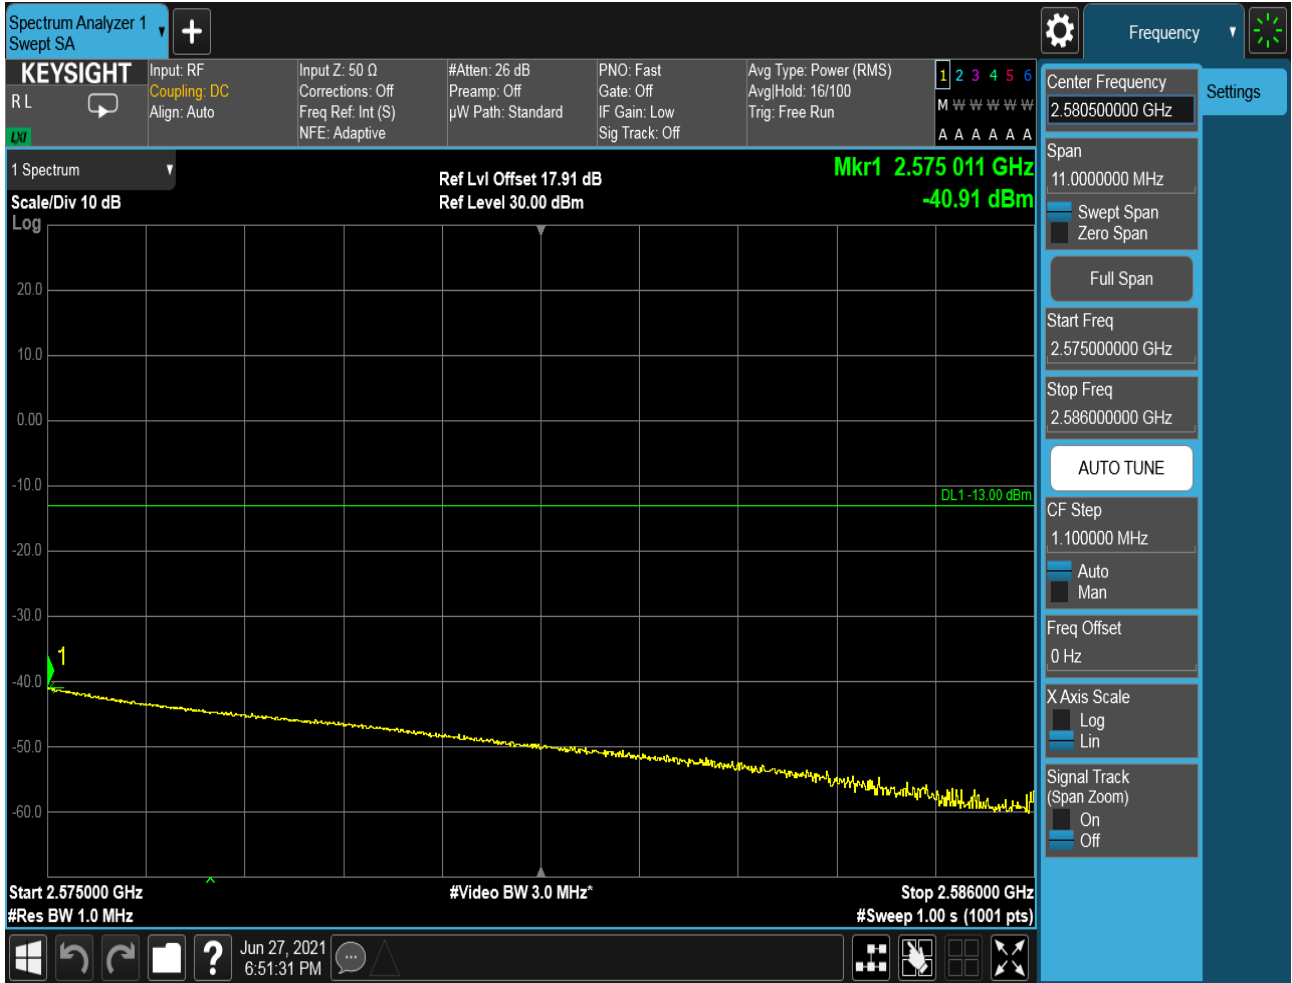 Spectrum Analyzer 1
Swept SA
Frequency
KEYSIGHT
R L
LXI
Input: RF
Coupling: DC
Align: Auto
Input Z: 50 Ω
Corrections: Off
Freq Ref: Int (S)
NFE: Adaptive
#Atten: 26 dB
Preamp: Off
µW Path: Standard
PNO: Fast
Gate: Off
IF Gain: Low
Sig Track: Off
Avg Type: Power (RMS)
Avg|Hold: 16/100
Trig: Free Run
1 2 3 4 5 6
M W W W W W
A A A A A A
1 Spectrum
Scale/Div 10 dB
Log
Ref Lvl Offset 17.91 dB
Ref Level 30.00 dBm
Mkr1 2.575 011 GHz
-40.91 dBm
20.0
10.0
0.00
-10.0
-20.0
-30.0
-40.0
-50.0
-60.0
DL1 -13.00 dBm
1
Start 2.575000 GHz
#Res BW 1.0 MHz
#Video BW 3.0 MHz*
Stop 2.586000 GHz
#Sweep 1.00 s (1001 pts)
Center Frequency
2.580500000 GHz
Settings
Span
11.0000000 MHz
Swept Span
Zero Span
Full Span
Start Freq
2.575000000 GHz
Stop Freq
2.586000000 GHz
AUTO TUNE
CF Step
1.100000 MHz
Auto
Man
Freq Offset
0 Hz
X Axis Scale
Log
Lin
Signal Track
(Span Zoom)
On
Off
?
Jun 27, 2021
6:51:31 PM